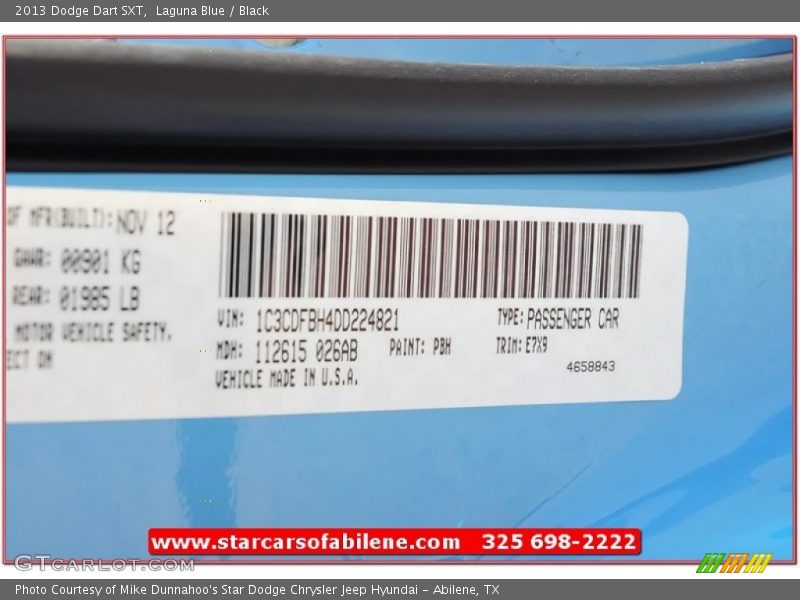 2013 Dodge Dart SXT,  Laguna Blue / Black
OF MFR(BUILT): NOV 12
GAWR: 00901 KG
REAR: 01985 LB
MOTOR VEHICLE SAFETY.
ECT ON
VIN: 1C3CDFBH4DD224821
TYPE: PASSENGER CAR
MDH: 112615 026AB
PAINT: PBH
TRIM: E7X9
VEHICLE MADE IN U.S.A.
4658843
www.starcarsofabilene.com 325 698-2222
GTCARLOT.COM
Photo Courtesy of Mike Dunnahoo's Star Dodge Chrysler Jeep Hyundai - Abilene, TX